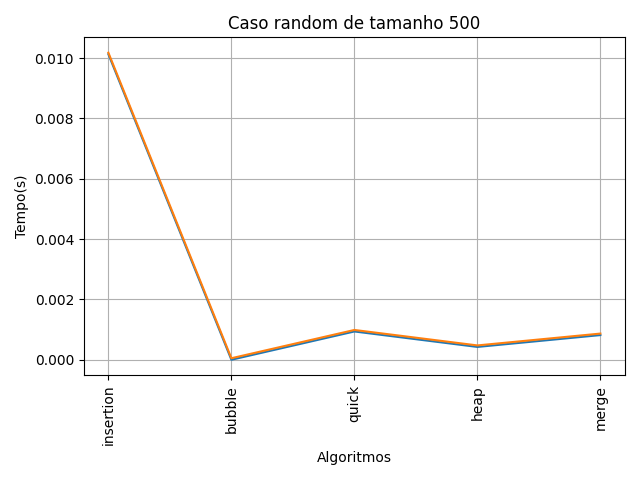 Caso random de tamanho 500
Tempo(s)
0.010
0.008
0.006
0.004
0.002
0.000
insertion
bubble
quick
heap
merge
Algoritmos